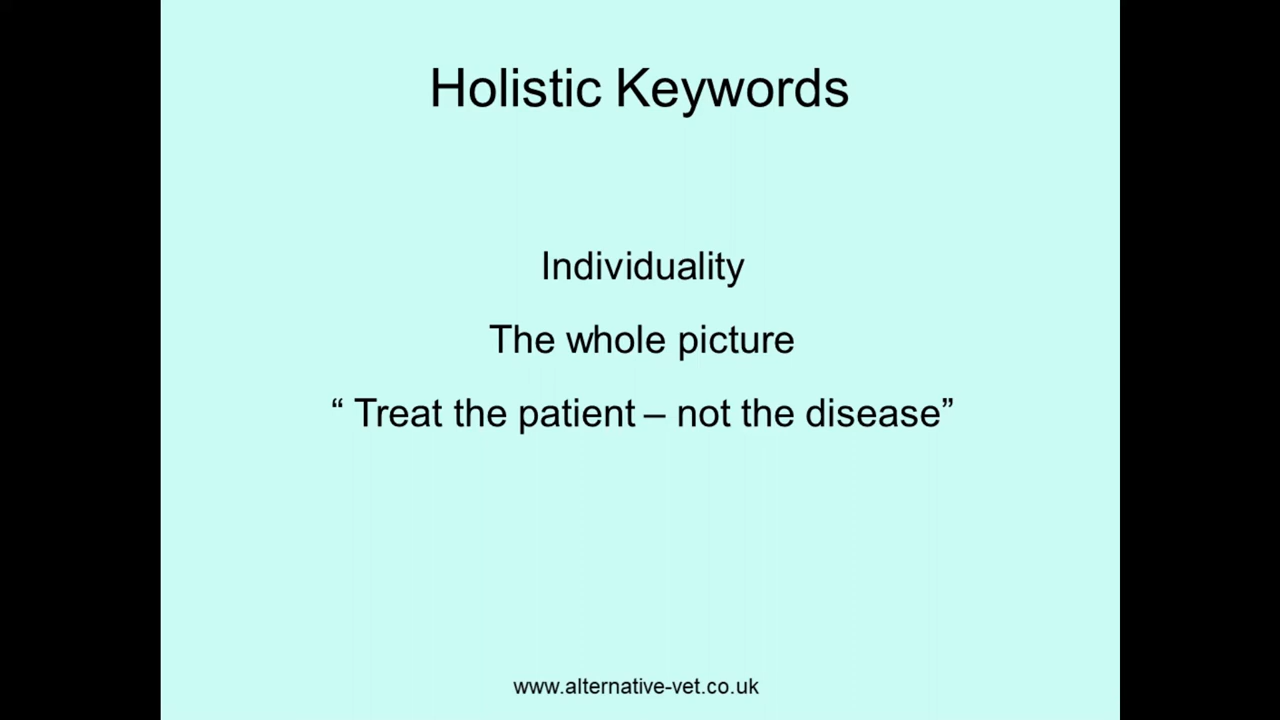 Holistic Keywords
Individuality
The whole picture
“ Treat the patient – not the disease”
www.alternative-vet.co.uk